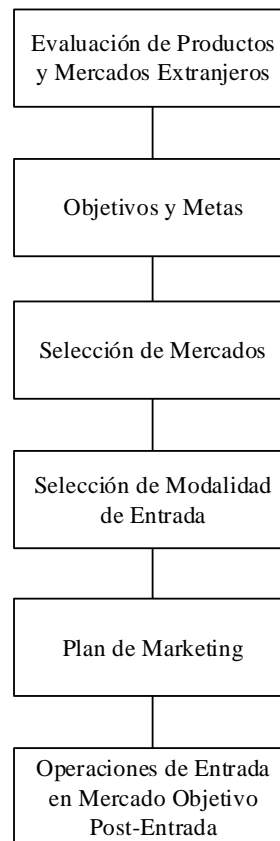 Evaluación de Productos
y Mercados Extranjeros
Objetivos y Metas
Selección de Mercados
Selección de Modalidad
de Entrada
Plan de Marketing
Operaciones de Entrada
en Mercado Objetivo
Post-Entrada